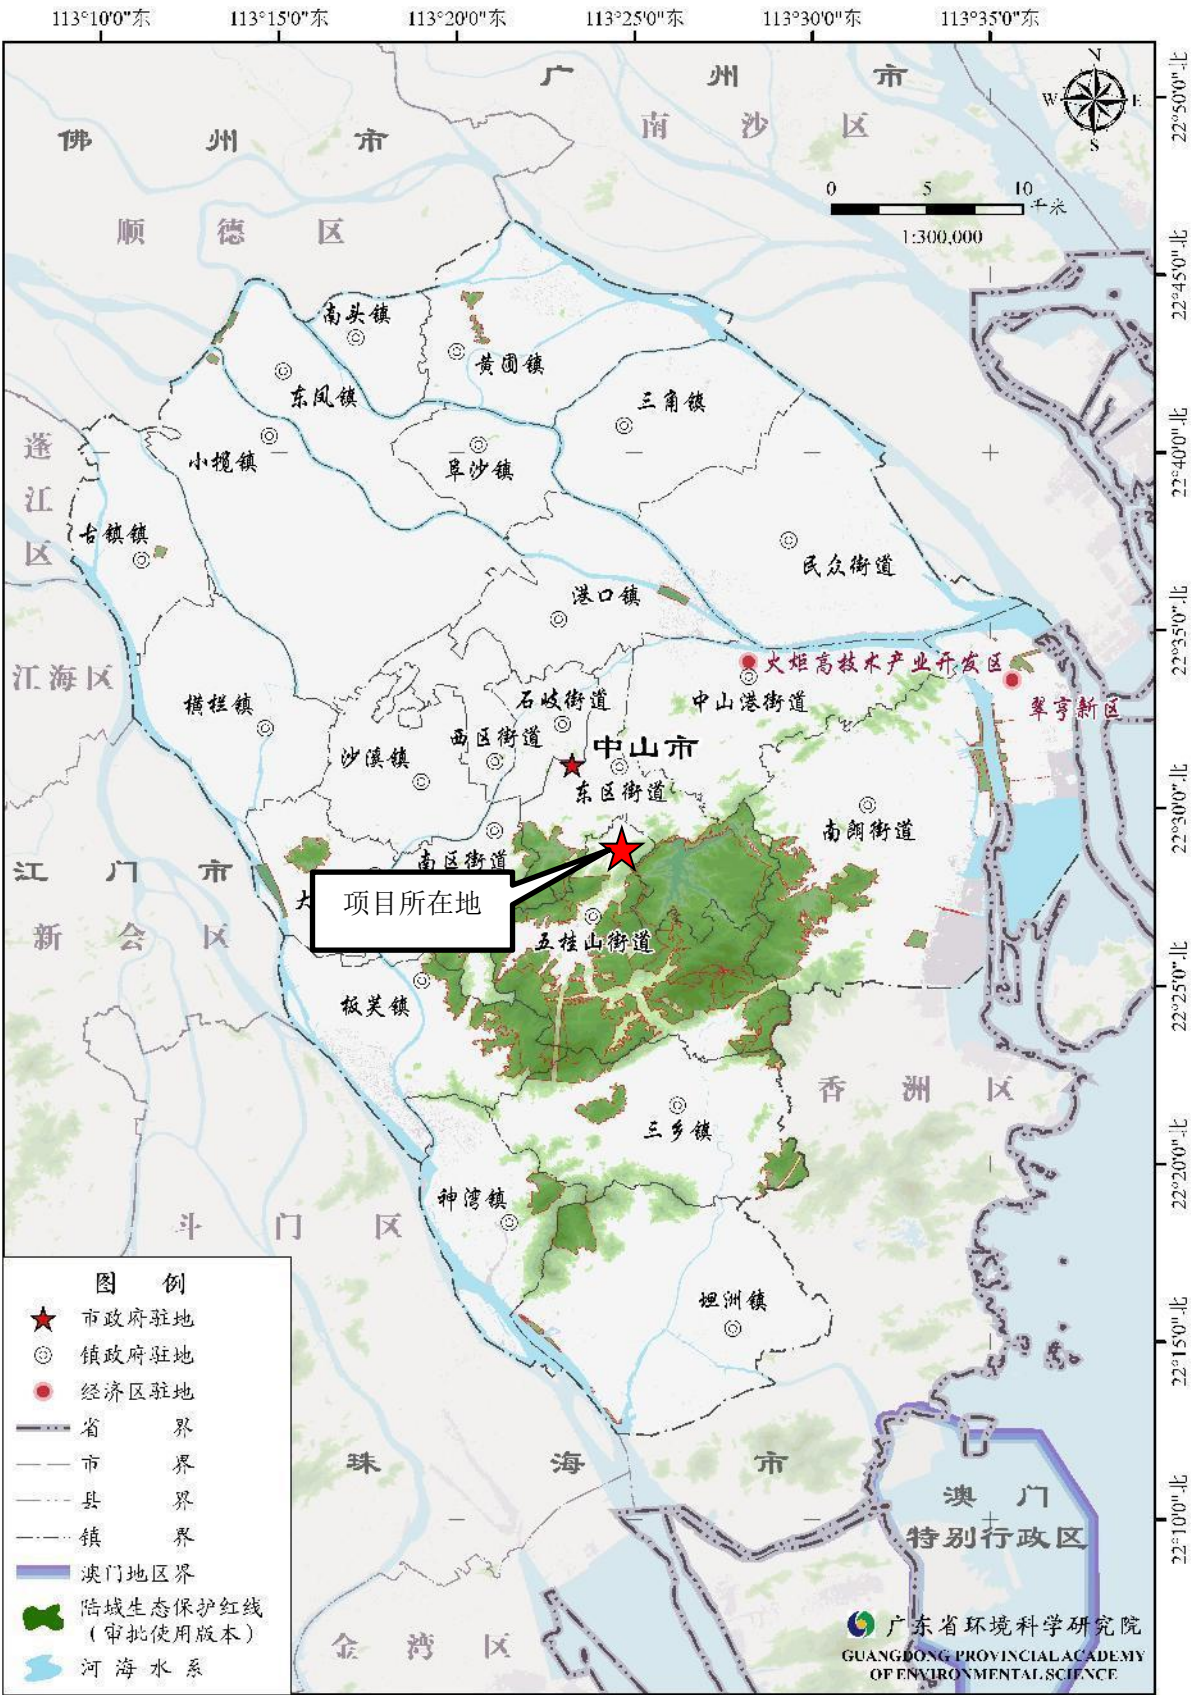 113°10'0"东
113°15'0"东
113°20'0"东
113°25'0"东
113°30'0"东
113°35'0"东
22°50'0"北
22°45'0"北
22°40'0"北
22°35'0"北
22°30'0"北
22°25'0"北
22°20'0"北
22°15'0"北
22°10'0"北
N
W
E
S
0 5 10
千米
1:300,000
广州市
南沙区
佛州市
顺德区
南头镇
黄圃镇
东凤镇
三角镇
小榄镇
阜沙镇
蓬江区
古镇镇
民众街道
港口镇
火炬高技术产业开发区
江海区
横栏镇
石岐街道
中山港街道
翠亨新区
西区街道
中山市
沙溪镇
东区街道
南朗街道
南区街道
江门市
大
项目所在地
新会区
五桂山街道
板芙镇
香洲区
三乡镇
神湾镇
斗门区
坦洲镇
珠海市
澳门
特别行政区
金湾区
图例
市政府驻地
镇政府驻地
经济区驻地
省界
市界
县界
镇界
澳门地区界
陆域生态保护红线
（审批使用版本）
河海水系
广东省环境科学研究院
GUANGDONG PROVINCIAL ACADEMY
OF ENVIRONMENTAL SCIENCE